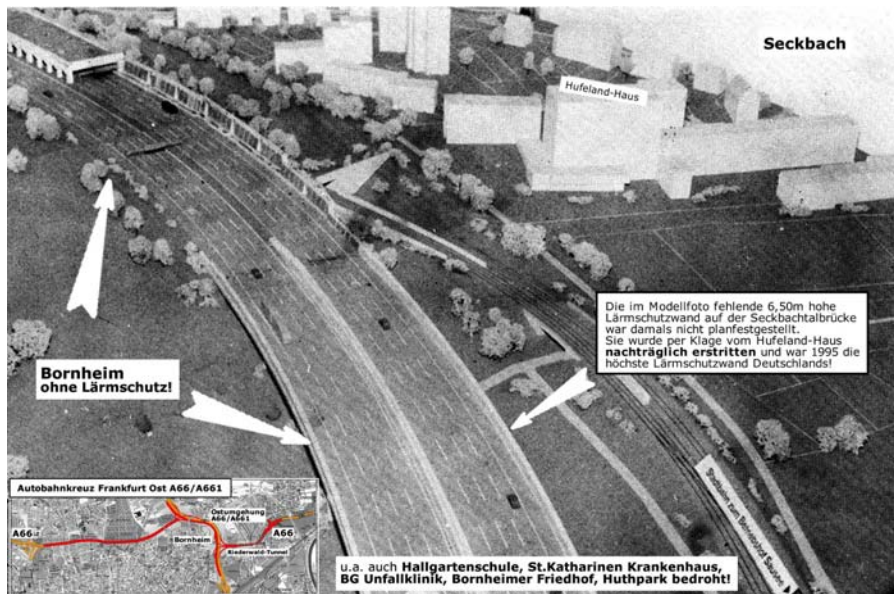 Seckbach
Hufeland-Haus
Die im Modellfoto fehlende 6,50m hohe
Lärmschutzwand auf der Seckbachtalbrücke
war damals nicht planfestgestellt.
Sie wurde per Klage vom Hufeland-Haus
nachträglich erstritten und war 1995 die
höchste Lärmschutzwand Deutschlands!
Bornheim
ohne Lärmschutz!
Stadtbahn zum Betriebshof
Autobahnkreuz Frankfurt Ost A66/A661
Ostumgehung
A66/A661
A66
Bornheim
A66
Riederwald-Tunnel
u.a. auch Hallgartenschule, St.Katharinen Krankenhaus,
BG Unfallklinik, Bornheimer Friedhof, Huthpark bedroht!